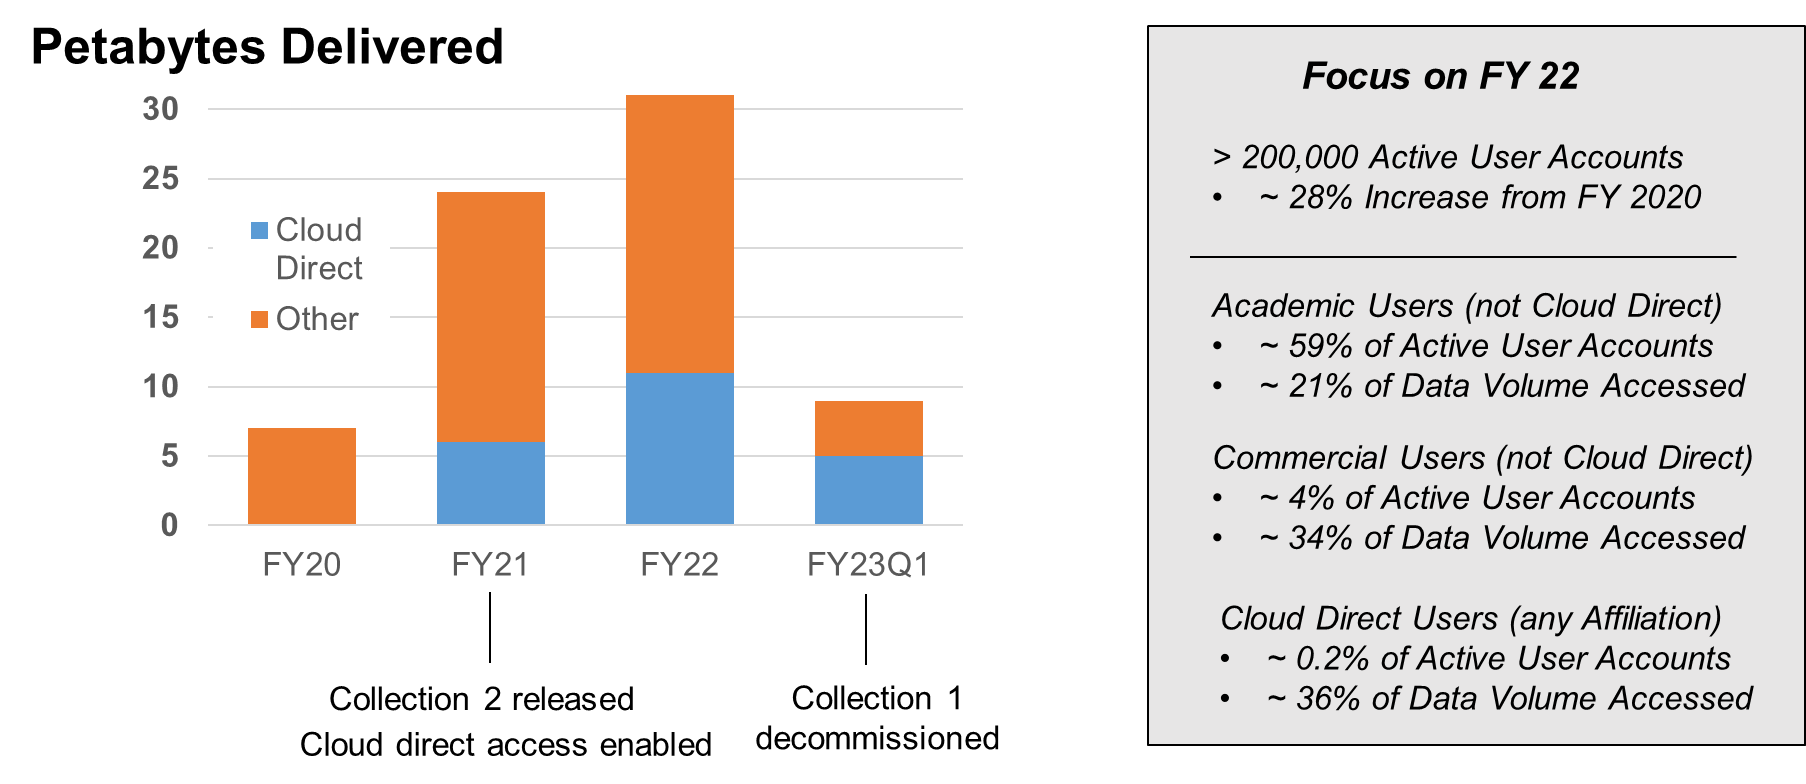 Petabytes Delivered
30
25
20
15
10
5
0
Cloud
Direct
Other
FY20
FY21
FY22
FY23Q1
Collection 2 released
Cloud direct access enabled
Collection 1
decommissioned
Focus on FY 22
> 200,000 Active User Accounts
• ~ 28% Increase from FY 2020
Academic Users (not Cloud Direct)
• ~ 59% of Active User Accounts
• ~ 21% of Data Volume Accessed
Commercial Users (not Cloud Direct)
• ~ 4% of Active User Accounts
• ~ 34% of Data Volume Accessed
Cloud Direct Users (any Affiliation)
• ~ 0.2% of Active User Accounts
• ~ 36% of Data Volume Accessed